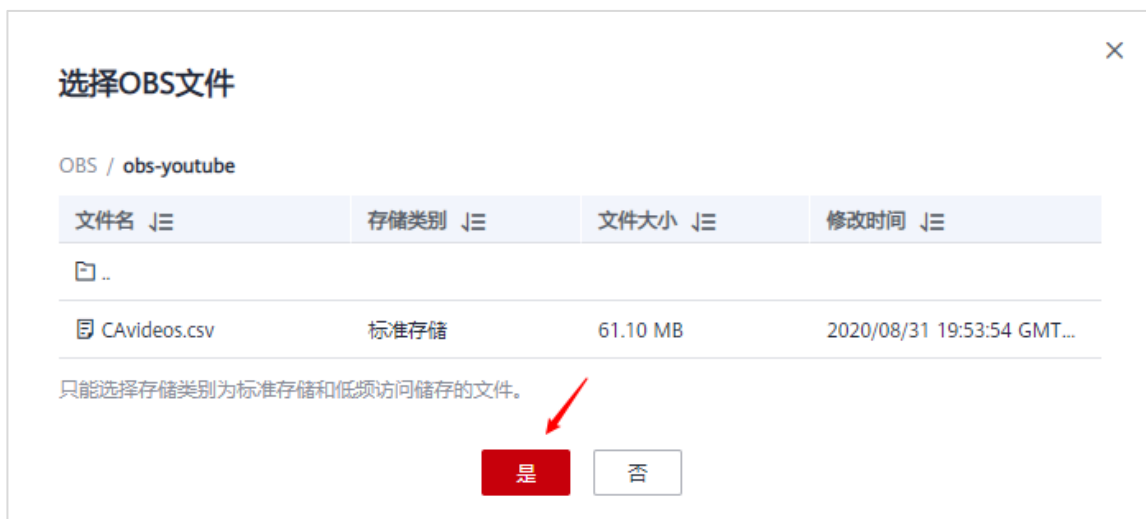 选择OBS文件
OBS / obs-youtube
文件名 存储类别 文件大小 修改时间
..
CAvideos.csv 标准存储 61.10 MB 2020/08/31 19:53:54 GMT...
只能选择存储类别为标准存储和低频访问储存的文件。
是 否